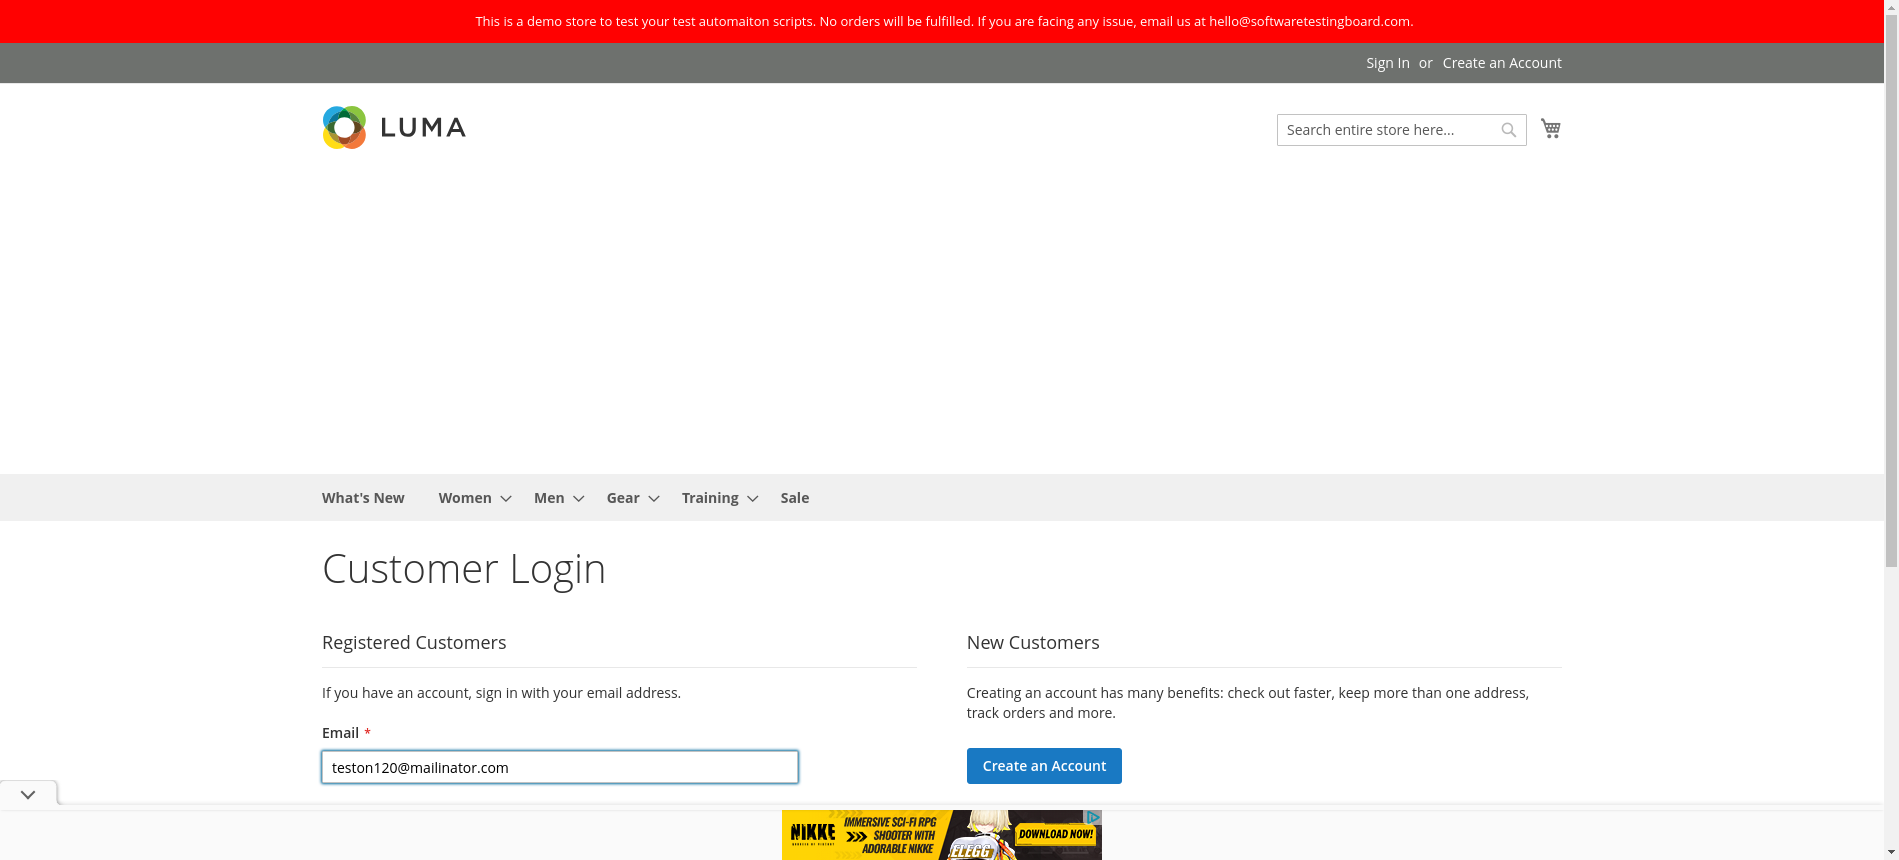 This is a demo store to test your test automaiton scripts. No orders will be fulfilled. If you are facing any issue, email us at hello@softwaretestingboard.com.
Sign In or Create an Account
LUMA
Search entire store here...
What's New Women Men Gear Training Sale
Customer Login
Registered Customers
If you have an account, sign in with your email address.
Email *
teston120@mailinator.com
New Customers
Creating an account has many benefits: check out faster, keep more than one address,
track orders and more.
Create an Account
NIKKE
IMMERSIVE SCI-FI RPG
SHOOTER WITH
ADORABLE NIKKE
ELEGG
DOWNLOAD NOW!